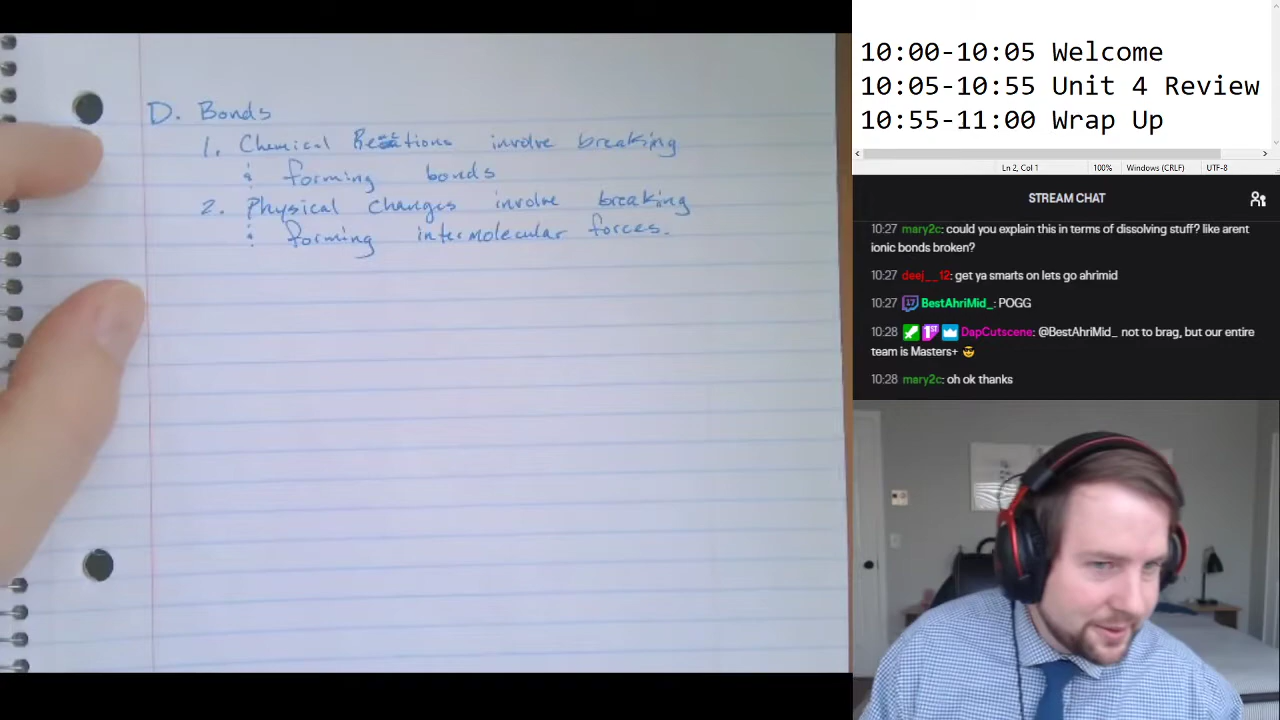 D. Bonds
1. Chemical Reactions involve breaking
& forming bonds
2. Physical Changes involve breaking
& forming intermolecular forces.
10:00-10:05 Welcome
10:05-10:55 Unit 4 Review
10:55-11:00 Wrap Up
Ln 2, Col 1 100% Windows (CRLF) UTF-8
STREAM CHAT
10:27 mary2c: could you explain this in terms of dissolving stuff? like arent
ionic bonds broken?
10:27 deej__12: get ya smarts on lets go ahrimid
10:27 17 BestAhriMid_: POGG
10:28 1ST DapCutscene: @BestAhriMid_ not to brag, but our entire
team is Masters+ 😎
10:28 mary2c: oh ok thanks